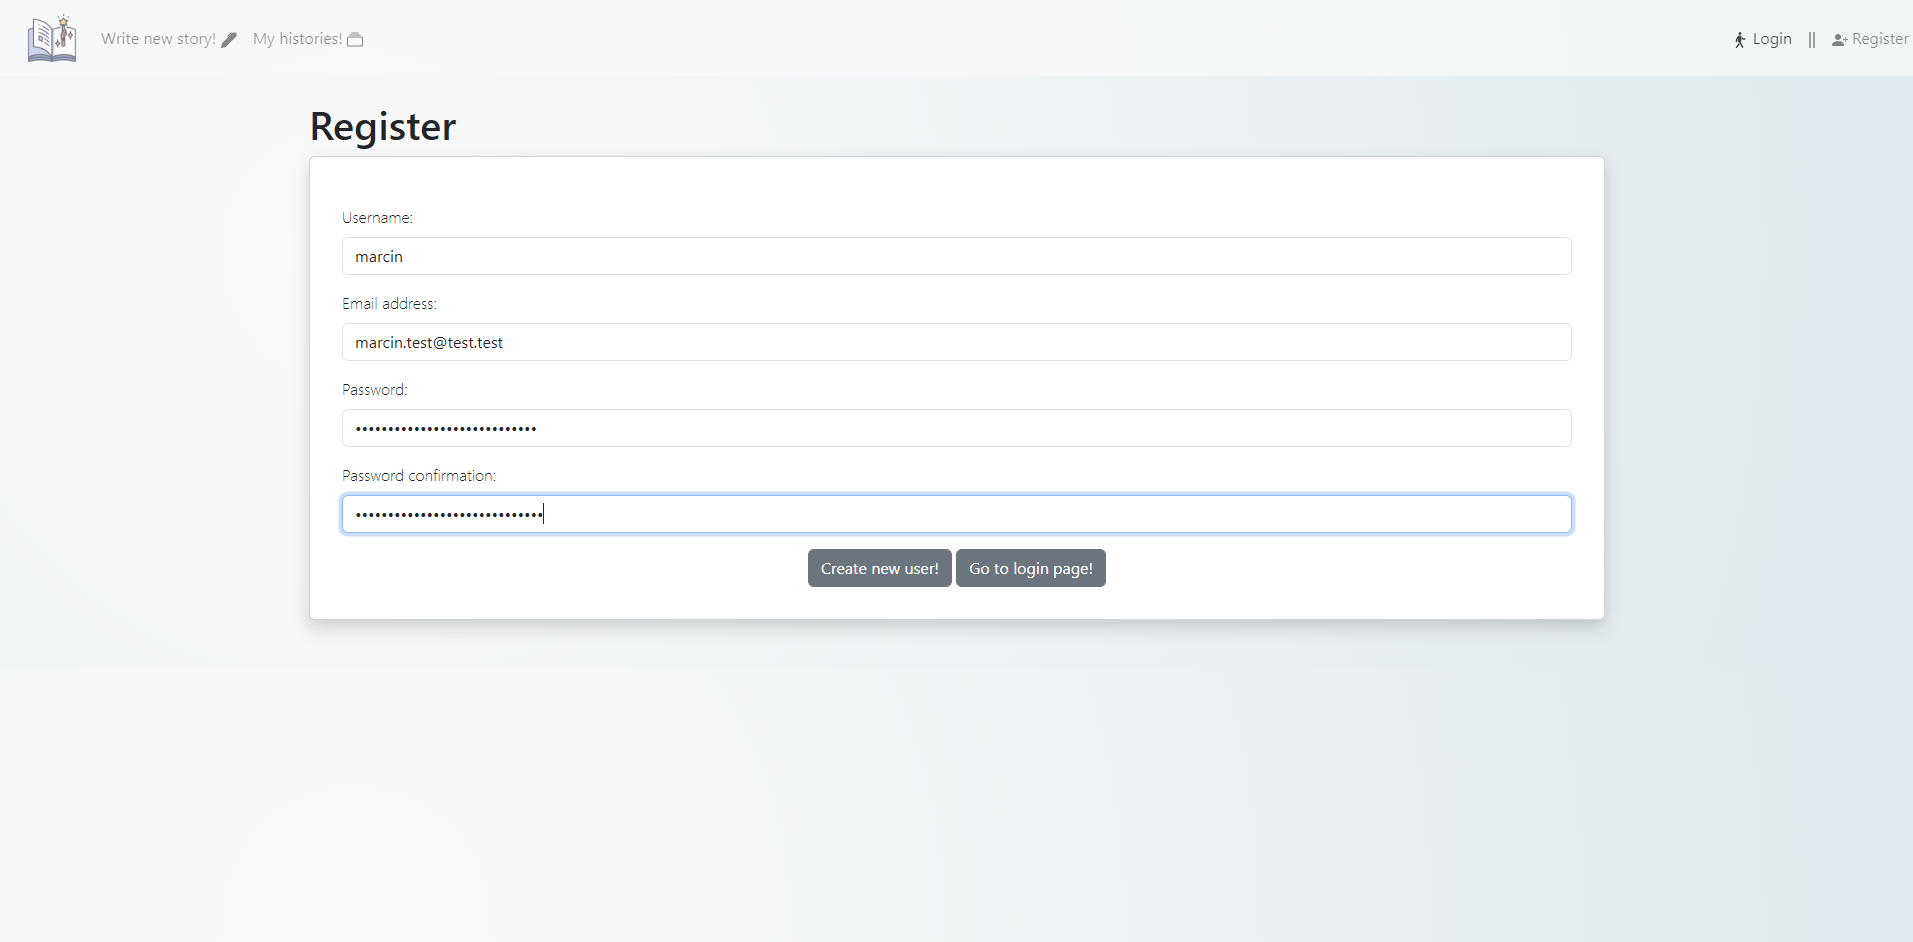 Write new story! My histories! Login || Register
Register
Username:
marcin
Email address:
marcin.test@test.test
Password:
••••••••••••••••••••••••••••
Password confirmation:
•••••••••••••••••••••••••••••
Create new user! Go to login page!